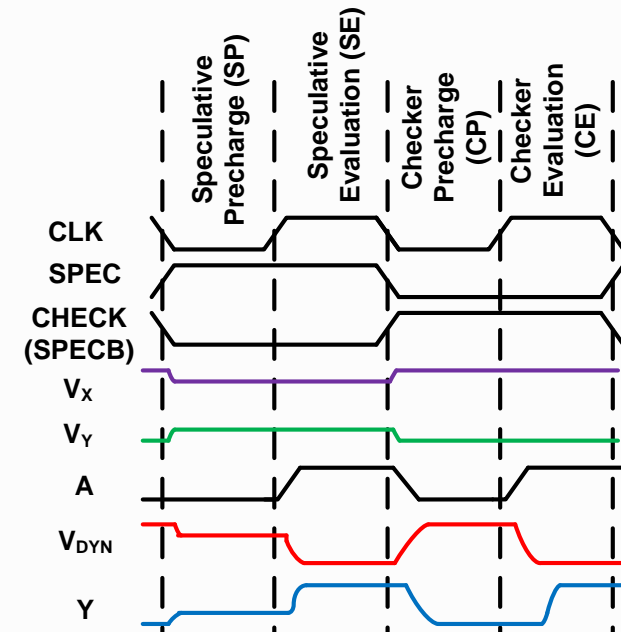 Speculative
Precharge (SP)
Speculative
Evaluation (SE)
Checker
Precharge
(CP)
Checker
Evaluation
(CE)
CLK
SPEC
CHECK
(SPECB)
VX
VY
A
VDYN
Y